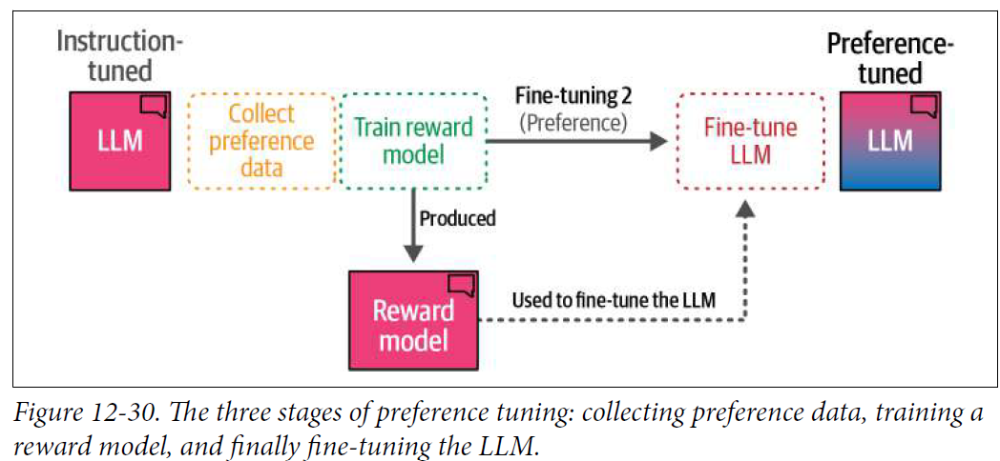 Instruction-
tuned
LLM
Collect
preference
data
Train reward
model
Fine-tuning 2
(Preference)
Fine-tune
LLM
Preference-
tuned
LLM
Produced
Reward
model
Used to fine-tune the LLM
Figure 12-30. The three stages of preference tuning: collecting preference data, training a
reward model, and finally fine-tuning the LLM.